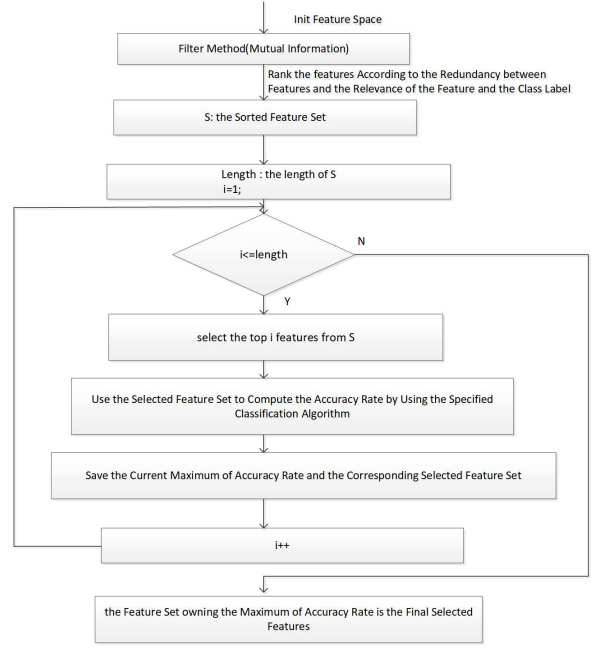 Init Feature Space
Filter Method(Mutual Information)
Rank the features According to the Redundancy between
Features and the Relevance of the Feature and the Class Label
S: the Sorted Feature Set
Length : the length of S
i=1;
i<=length
N
Y
select the top i features from S
Use the Selected Feature Set to Compute the Accuracy Rate by Using the Specified
Classification Algorithm
Save the Current Maximum of Accuracy Rate and the Corresponding Selected Feature Set
i++
the Feature Set owning the Maximum of Accuracy Rate is the Final Selected
Features